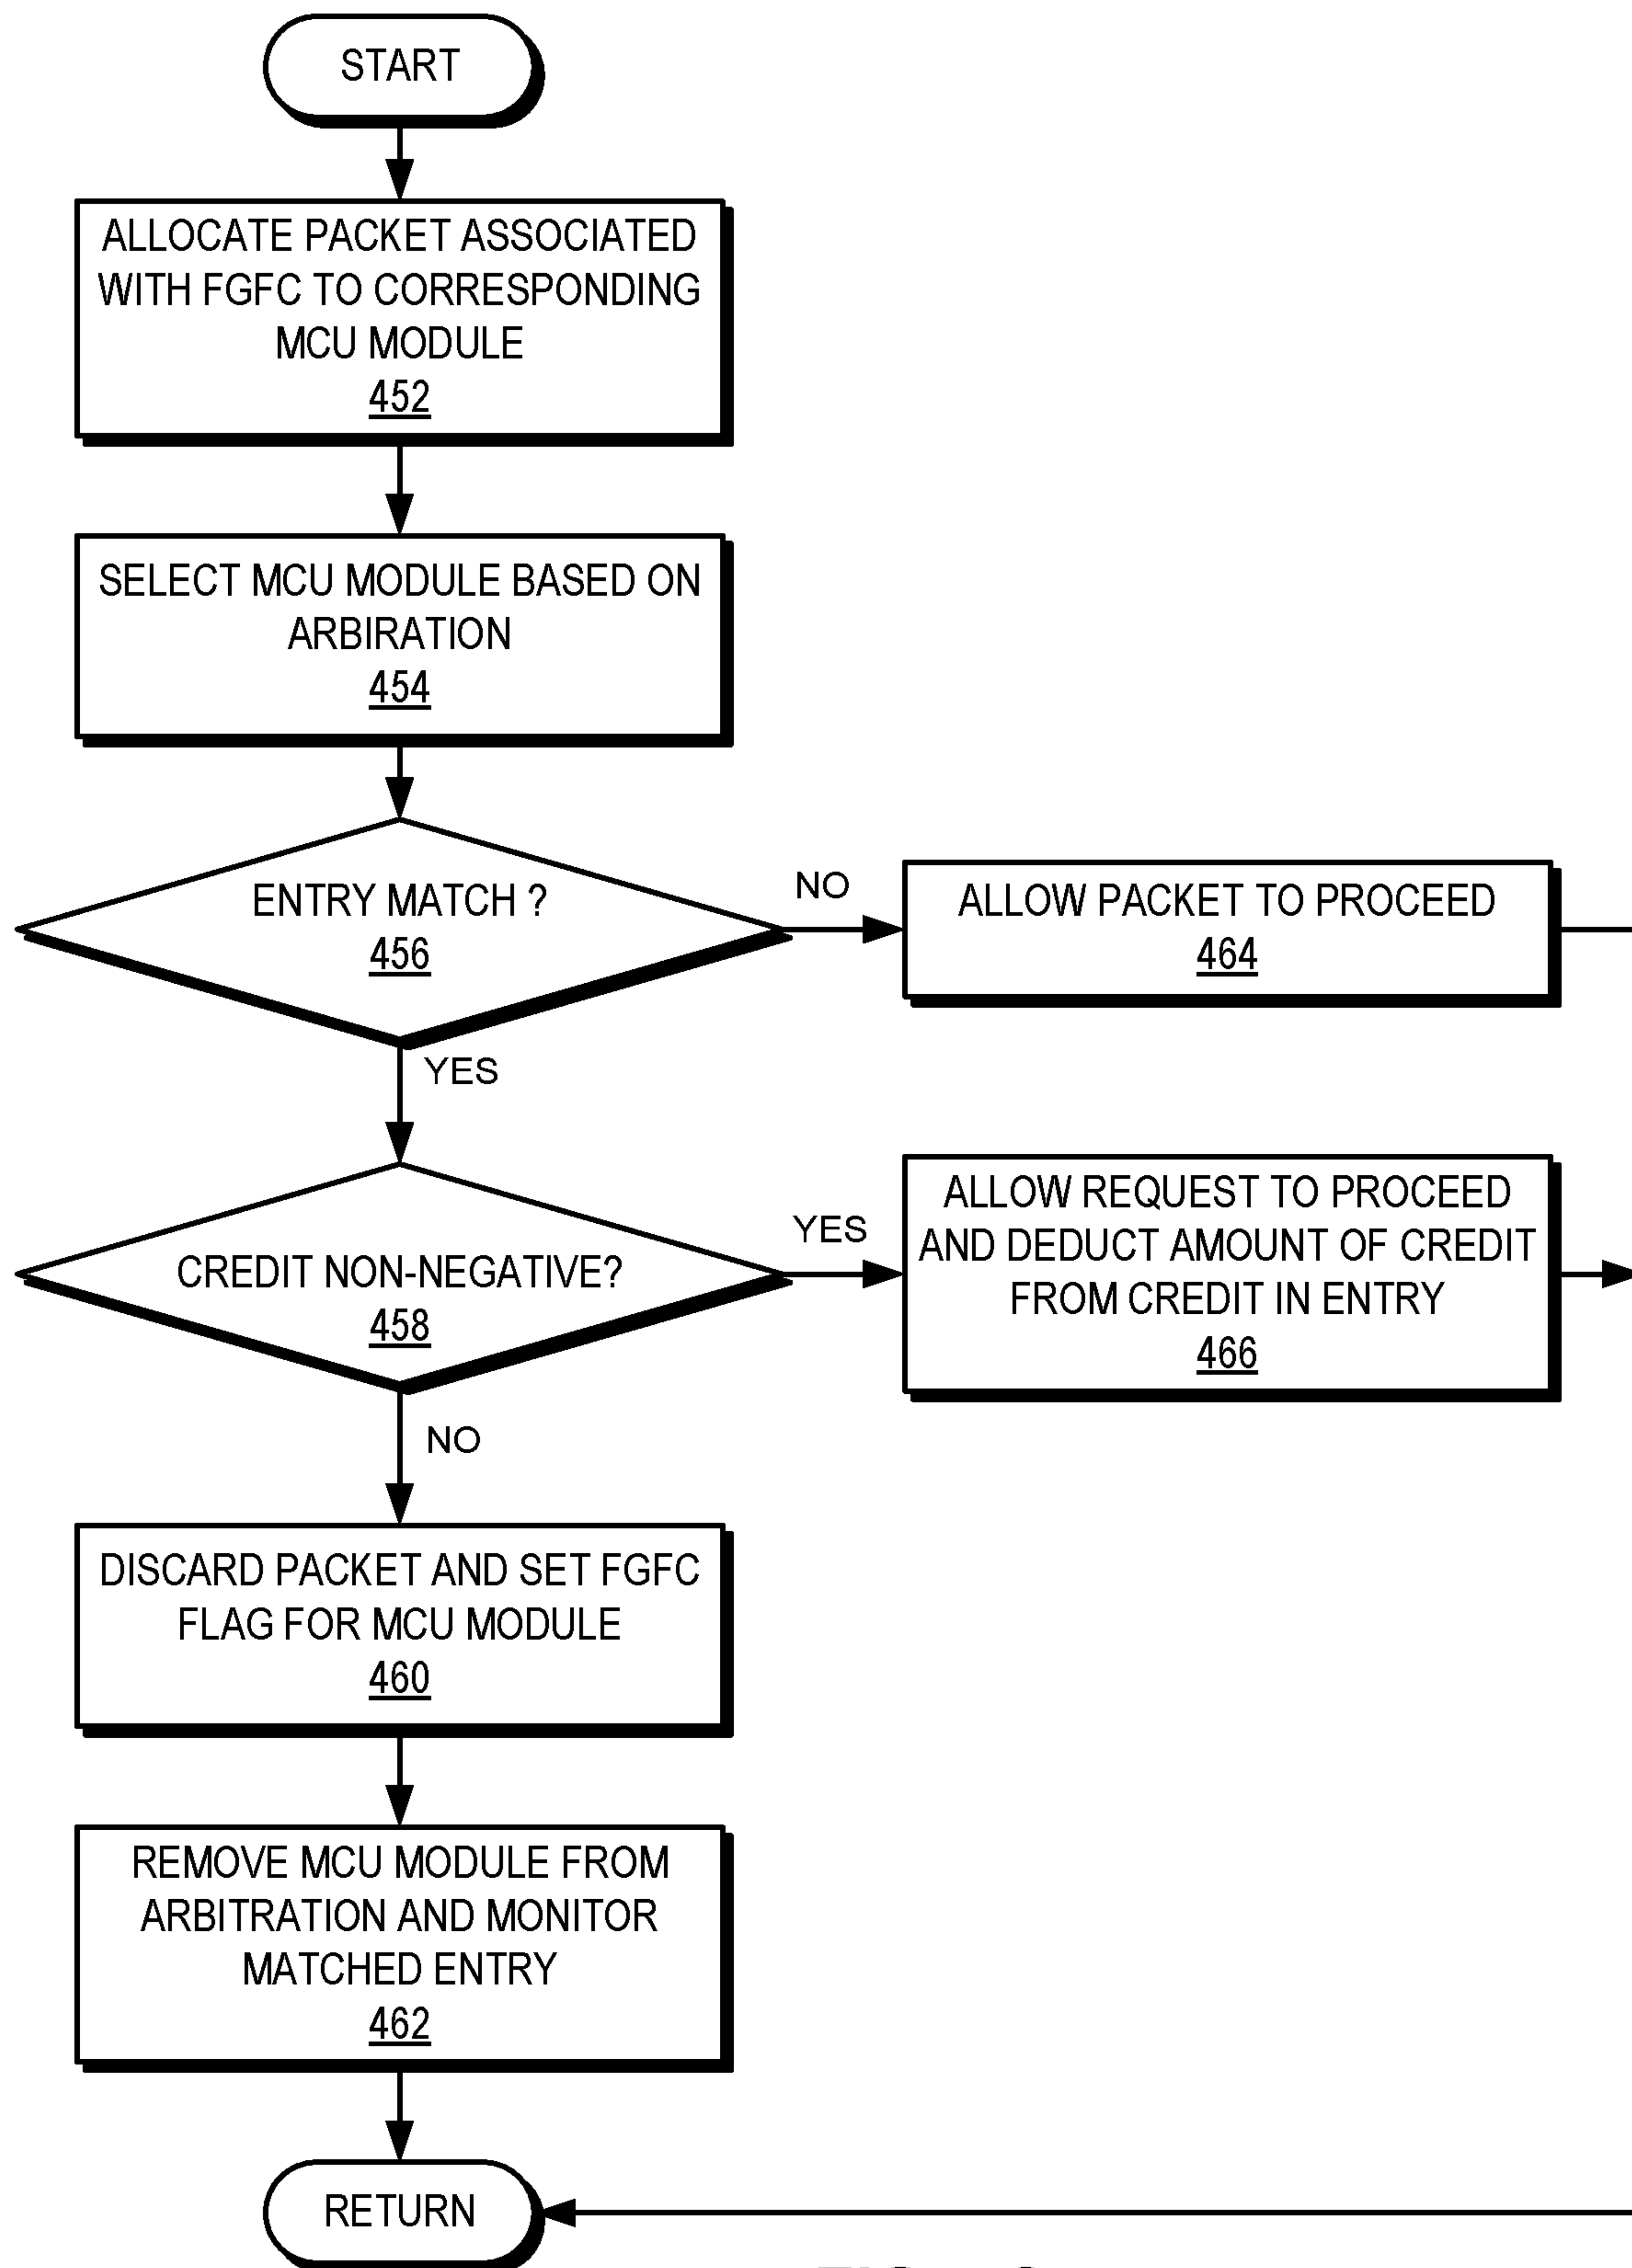 START
ALLOCATE PACKET ASSOCIATED
WITH FGFC TO CORRESPONDING
MCU MODULE
452
SELECT MCU MODULE BASED ON
ARBIRATION
454
ENTRY MATCH ?
456
NO
ALLOW PACKET TO PROCEED
464
YES
CREDIT NON-NEGATIVE?
458
YES
ALLOW REQUEST TO PROCEED
AND DEDUCT AMOUNT OF CREDIT
FROM CREDIT IN ENTRY
466
NO
DISCARD PACKET AND SET FGFC
FLAG FOR MCU MODULE
460
REMOVE MCU MODULE FROM
ARBITRATION AND MONITOR
MATCHED ENTRY
462
RETURN